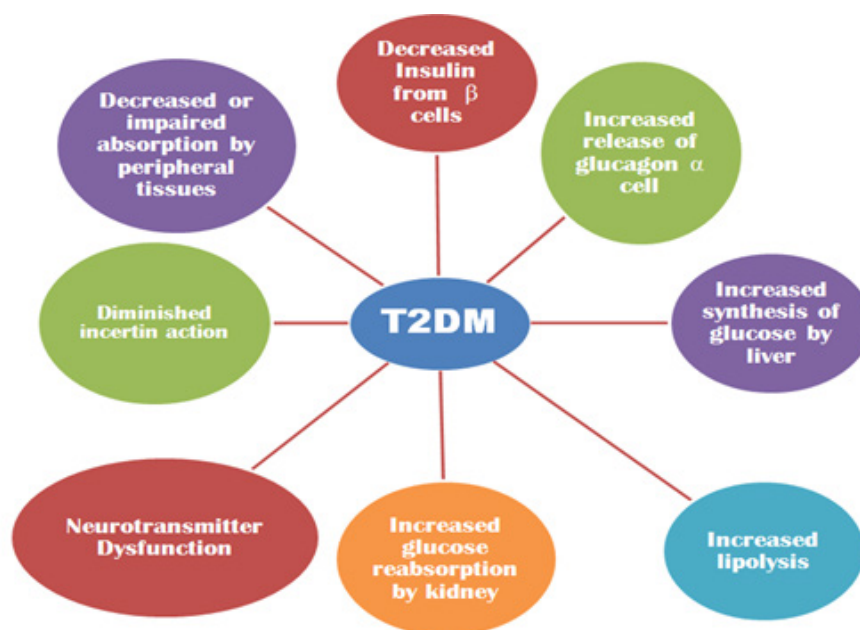 Decreased
Insulin
from β
cells
Decreased or
impaired
absorption by
peripheral
tissues
Increased
release of
glucagon α
cell
Diminished
incertin action
T2DM
Increased
synthesis of
glucose by
liver
Neurotransmitter
Dysfunction
Increased
glucose
reabsorption
by kidney
Increased
lipolysis